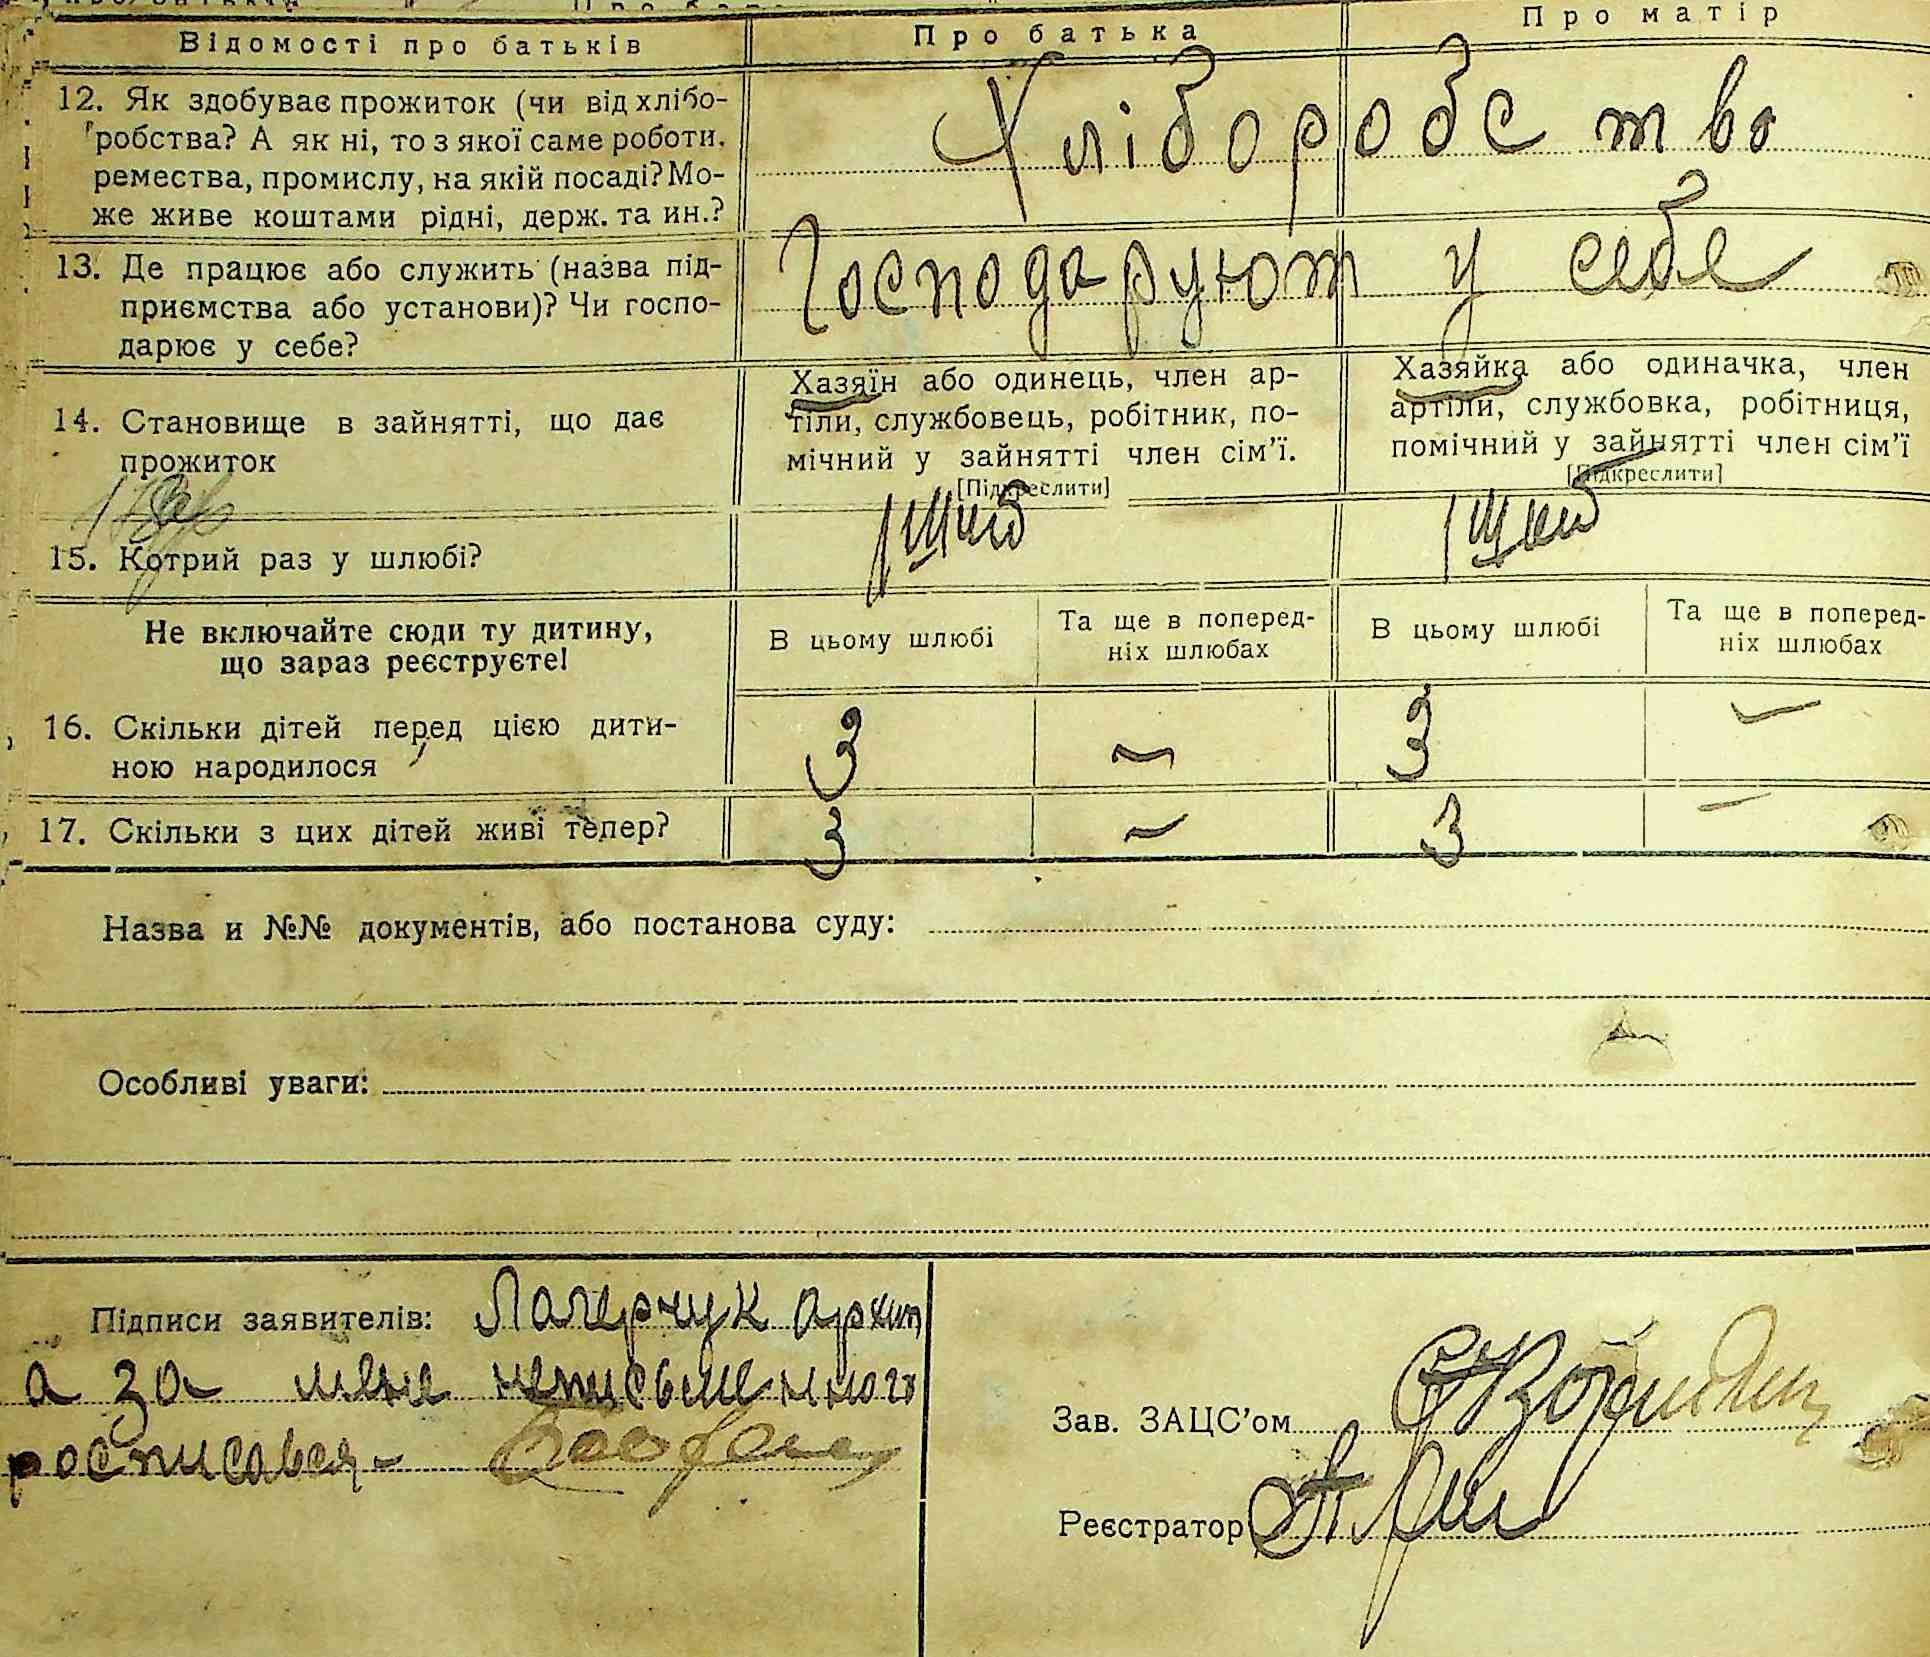 Відомості про батьків
Про батька
Про матір
12. Як здобуває прожиток (чи від хлібо-
робства? А як ні, то з якої саме роботи.
ремества, промислу, на якій посаді? Мо-
же живе коштами рідні, держ. та ин.?
Хліборобство
13. Де працює або служить (назва під-
приємства або установи)? Чи госпо-
дарює у себе?
Господарюют у себе
14. Становище в зайнятті, що дає
прожиток
Хазяїн або одинець, член ар-
тіли, службовець, робітник, по-
мічний у зайнятті член сім’ї.
[Підкреслити]
Хазяйка або одиначка, член
артіли, службовка, робітниця,
помічний у зайнятті член сім’ї
[Підкреслити]
15. Котрий раз у шлюбі?
Не включайте сюди ту дитину,
що зараз реєструєте!
В цьому шлюбі
Та ще в поперед-
ніх шлюбах
В цьому шлюбі
Та ще в поперед-
ніх шлюбах
16. Скільки дітей перед цією дити-
ною народилося
3 – 3 –
17. Скільки з цих дітей живі тепер?
3 – 3 –
Назва и №№ документів, або постанова суду:
Особливі уваги:
Підписи заявителів:
а за мене неписьменного
росписався-
Зав. ЗАЦС’ом
Реєстратор